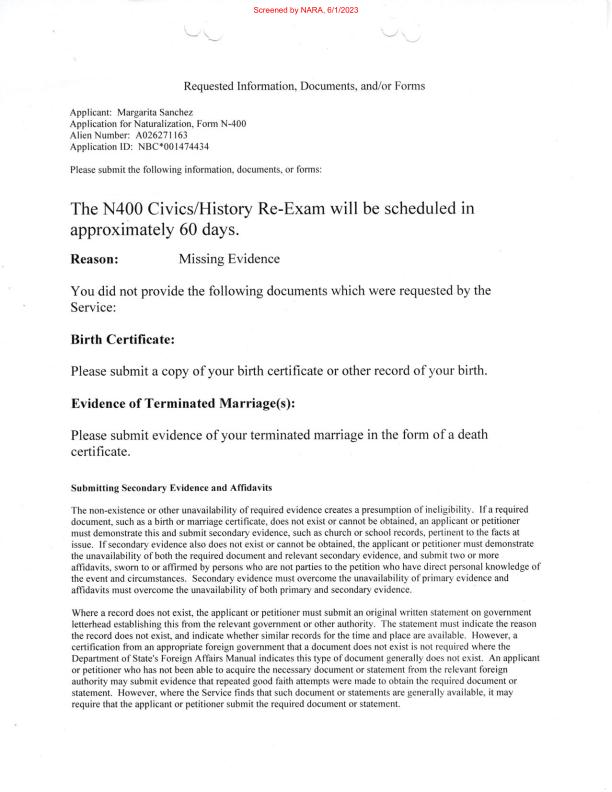 Screened by NARA, 6/1/2023
Requested Information, Documents, and/or Forms
Applicant: Margarita Sanchez
Application for Naturalization, Form N-400
Alien Number: A026271163
Application ID: NBC*001474434
Please submit the following information, documents, or forms:
The N400 Civics/History Re-Exam will be scheduled in
approximately 60 days.
Reason: Missing Evidence
You did not provide the following documents which were requested by the
Service:
Birth Certificate:
Please submit a copy of your birth certificate or other record of your birth.
Evidence of Terminated Marriage(s):
Please submit evidence of your terminated marriage in the form of a death
certificate.
Submitting Secondary Evidence and Affidavits
The non-existence or other unavailability of required evidence creates a presumption of ineligibility. If a required
document, such as a birth or marriage certificate, does not exist or cannot be obtained, an applicant or petitioner
must demonstrate this and submit secondary evidence, such as church or school records, pertinent to the facts at
issue. If secondary evidence also does not exist or cannot be obtained, the applicant or petitioner must demonstrate
the unavailability of both the required document and relevant secondary evidence, and submit two or more
affidavits, sworn to or affirmed by persons who are not parties to the petition who have direct personal knowledge of
the event and circumstances. Secondary evidence must overcome the unavailability of primary evidence and
affidavits must overcome the unavailability of both primary and secondary evidence.
Where a record does not exist, the applicant or petitioner must submit an original written statement on government
letterhead establishing this from the relevant government or other authority. The statement must indicate the reason
the record does not exist, and indicate whether similar records for the time and place are available. However, a
certification from an appropriate foreign government that a document does not exist is not required where the
Department of State's Foreign Affairs Manual indicates this type of document generally does not exist. An applicant
or petitioner who has not been able to acquire the necessary document or statement from the relevant foreign
authority may submit evidence that repeated good faith attempts were made to obtain the required document or
statement. However, where the Service finds that such document or statements are generally available, it may
require that the applicant or petitioner submit the required document or statement.